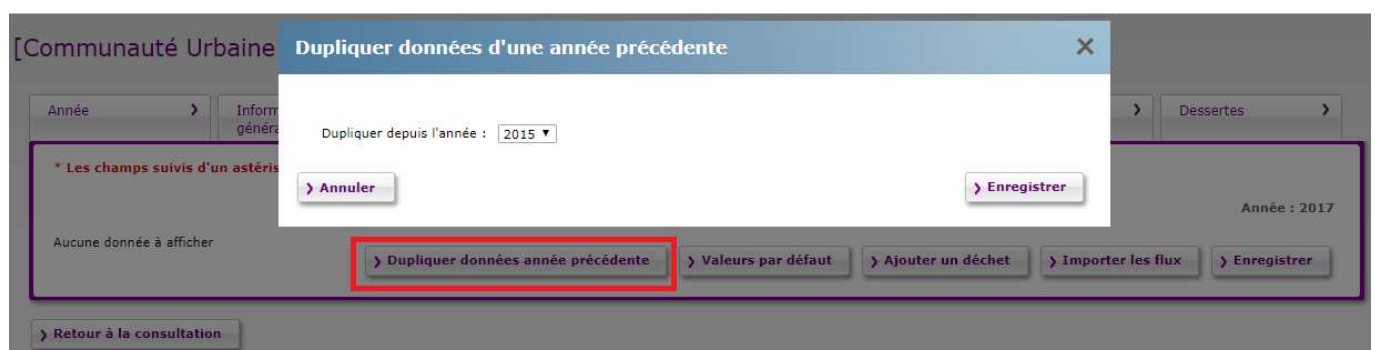 [Communauté Urbaine
Dupliquer données d'une année précédente
Année
Inform
généra
Dessertes
Dupliquer depuis l'année : 2015
* Les champs suivis d'un astéris
Annuler
Enregistrer
Année : 2017
Aucune donnée à afficher
Dupliquer données année précédente
Valeurs par défaut
Ajouter un déchet
Importer les flux
Enregistrer
Retour à la consultation